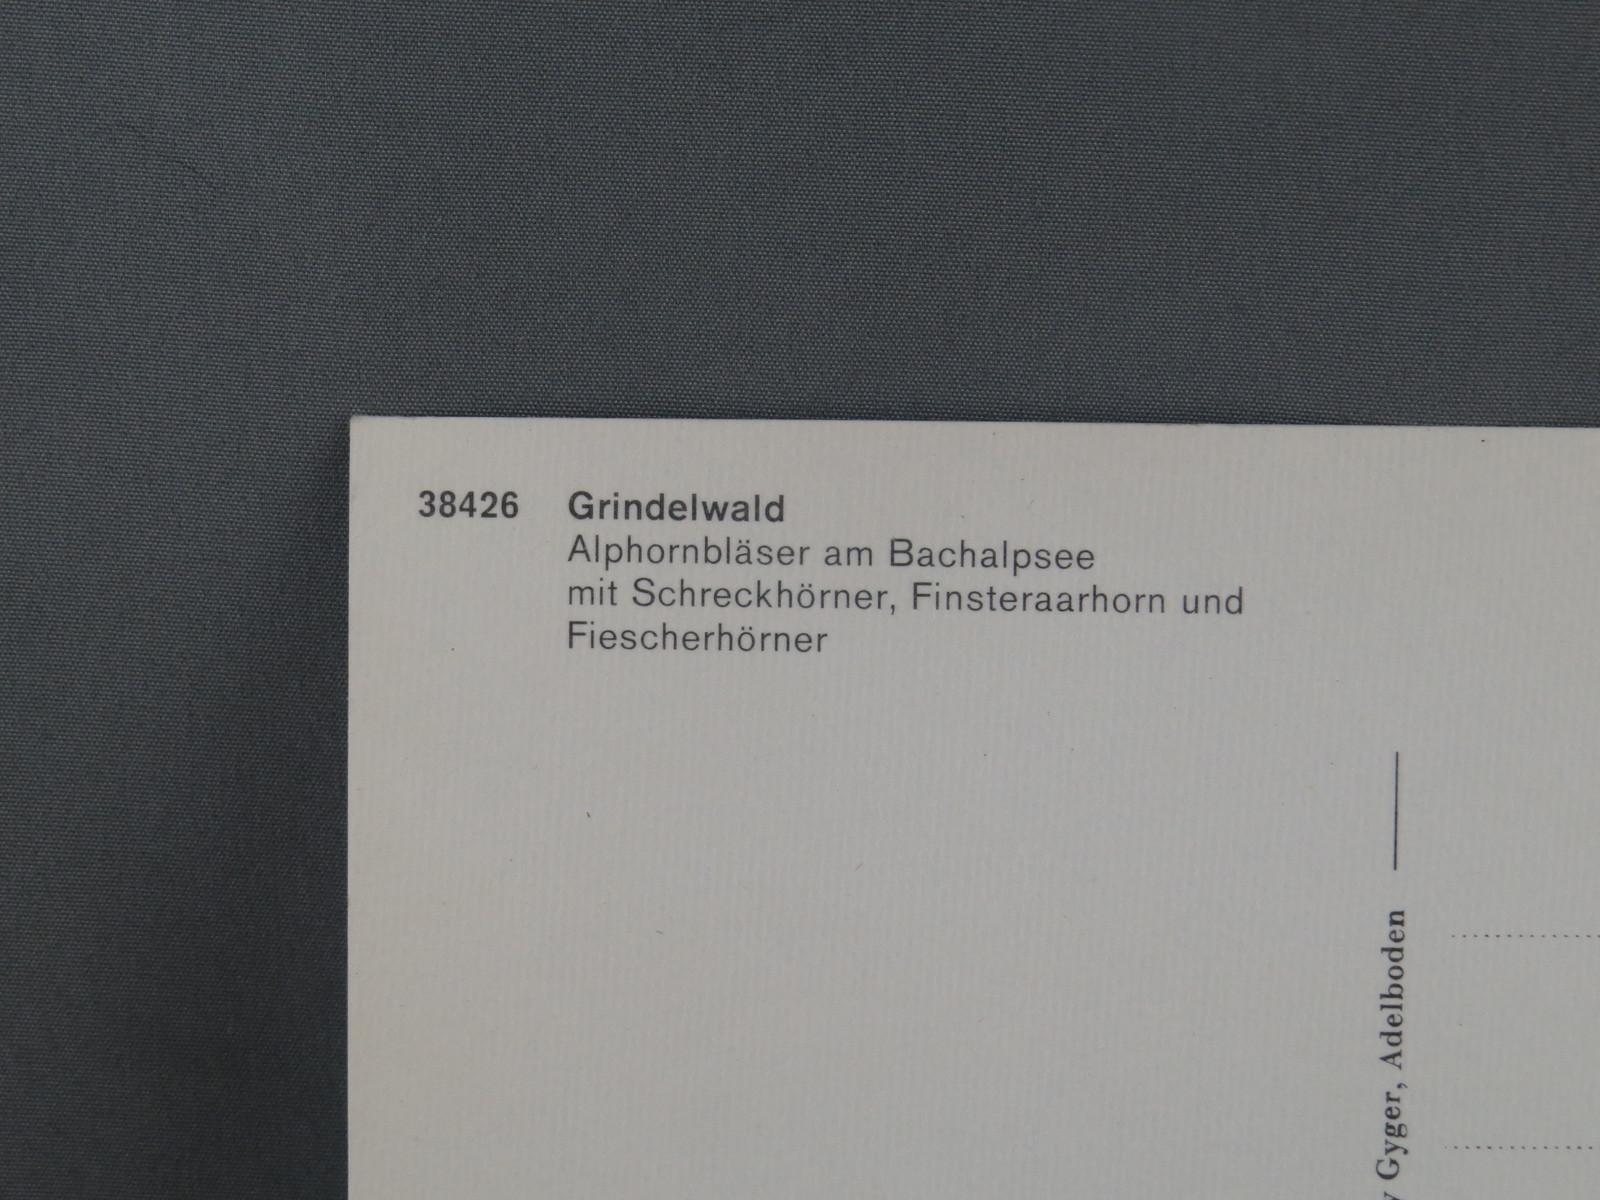 38426 Grindelwald
Alphornbläser am Bachalpsee
mit Schreckhörner, Finsteraarhorn und
Fiescherhörner
Gyger, Adelboden